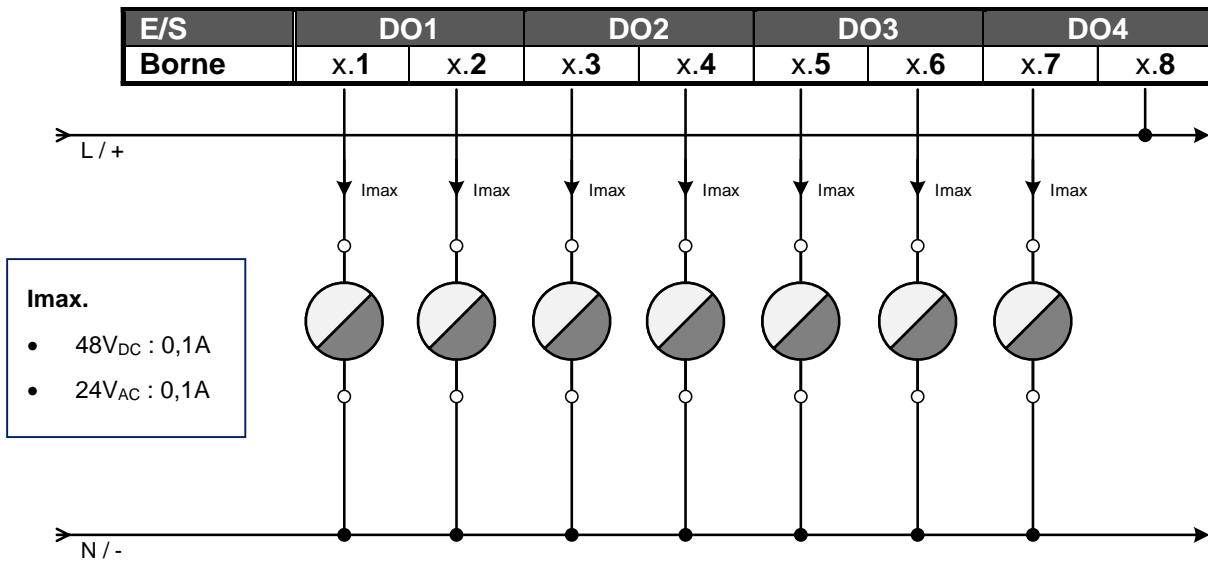 E/S DO1 DO2 DO3 DO4
Borne x.1 x.2 x.3 x.4 x.5 x.6 x.7 x.8
L / +
Imax Imax Imax Imax Imax Imax Imax
Imax.
• 48VDC : 0,1A
• 24VAC : 0,1A
N / -